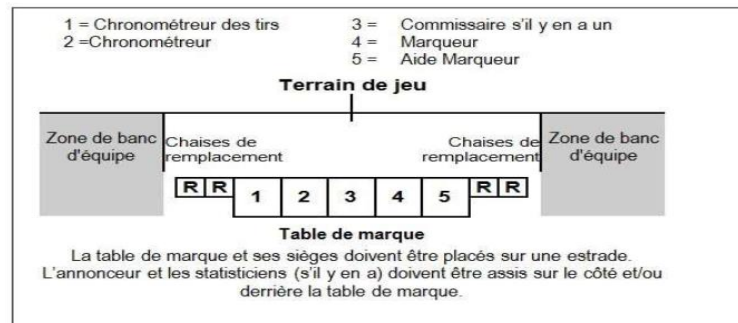 1 = Chronométreur des tirs
2 =Chronométreur
3 = Commissaire s'il y en a un
4 = Marqueur
5 = Aide Marqueur
Terrain de jeu
Zone de banc
d'équipe
Chaises de
remplacement
Chaises de
remplacement
Zone de banc
d'équipe
R R 1 2 3 4 5 R R
Table de marque
La table de marque et ses sièges doivent être placés sur une estrade.
L'annonceur et les statisticiens (s'il y en a) doivent être assis sur le côté et/ou
derrière la table de marque.